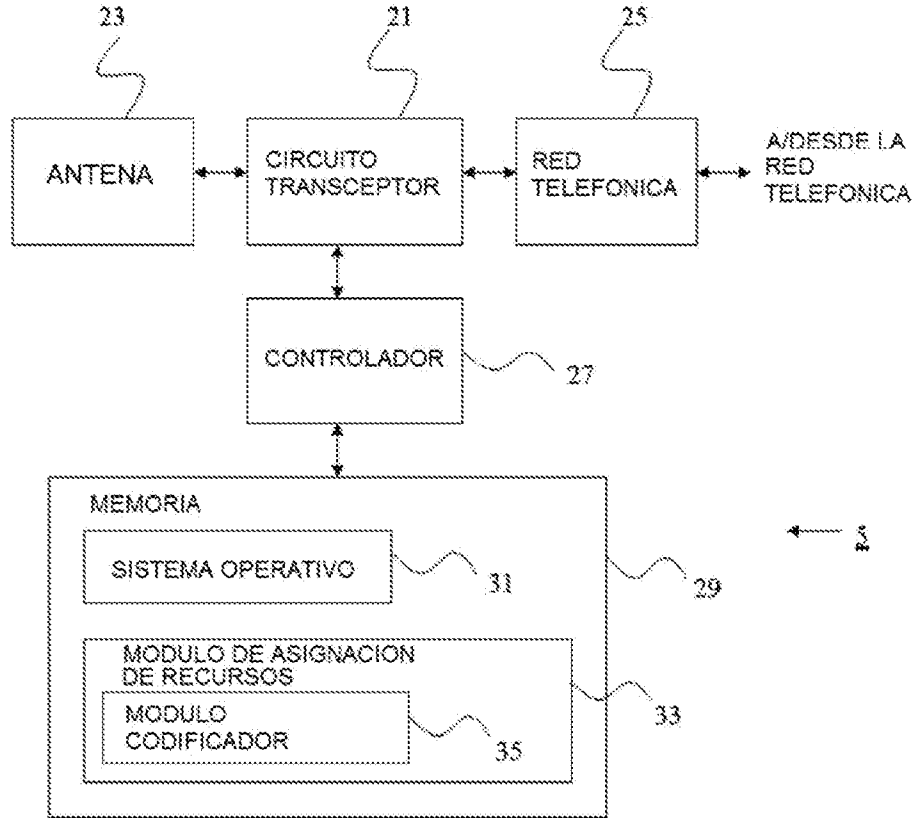 23
21
25
ANTENA
CIRCUITO
TRANSCEPTOR
RED
TELEFONICA
A/DESDE LA
RED
TELEFONICA
CONTROLADOR
27
MEMORIA
SISTEMA OPERATIVO
31
29
5
MODULO DE ASIGNACION
DE RECURSOS
33
MODULO
CODIFICADOR
35